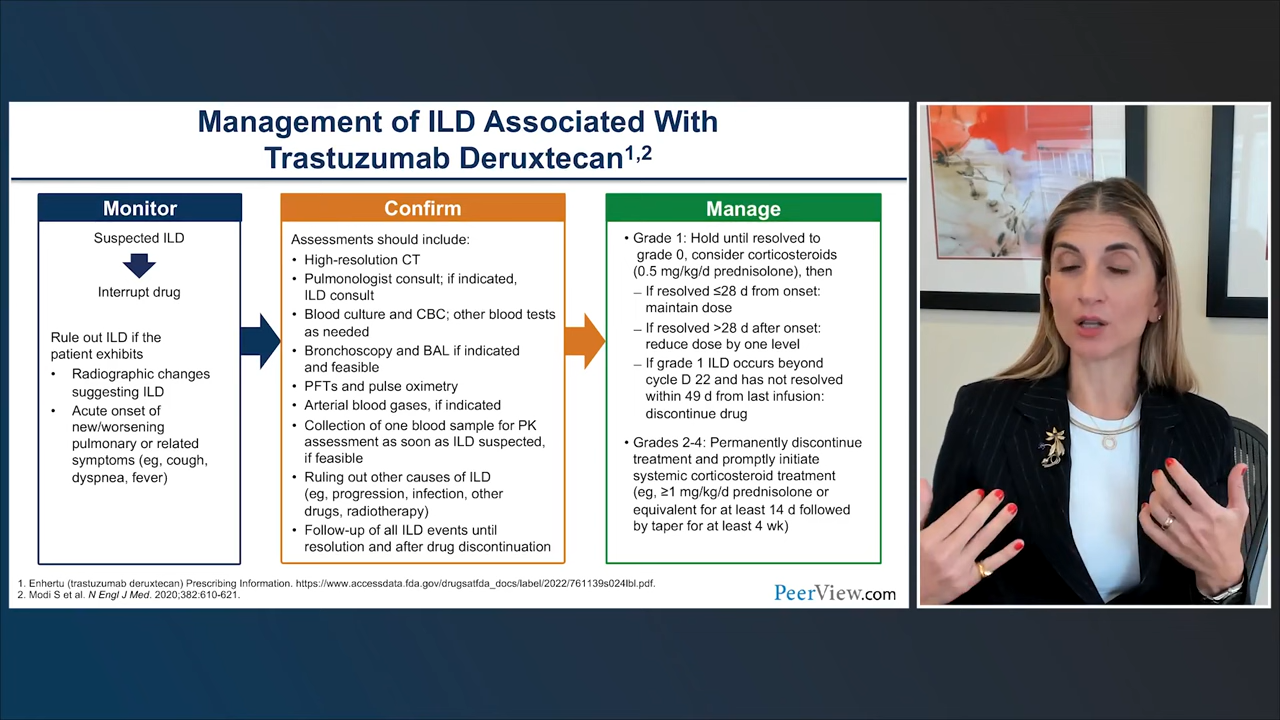 Management of ILD Associated With
Trastuzumab Deruxtecan1,2
Monitor
Suspected ILD
Interrupt drug
Rule out ILD if the
patient exhibits
• Radiographic changes
suggesting ILD
• Acute onset of
new/worsening
pulmonary or related
symptoms (eg, cough,
dyspnea, fever)
Confirm
Assessments should include:
• High-resolution CT
• Pulmonologist consult; if indicated,
ILD consult
• Blood culture and CBC; other blood tests
as needed
• Bronchoscopy and BAL if indicated
and feasible
• PFTs and pulse oximetry
• Arterial blood gases, if indicated
• Collection of one blood sample for PK
assessment as soon as ILD suspected,
if feasible
• Ruling out other causes of ILD
(eg, progression, infection, other
drugs, radiotherapy)
• Follow-up of all ILD events until
resolution and after drug discontinuation
Manage
• Grade 1: Hold until resolved to
grade 0, consider corticosteroids
(0.5 mg/kg/d prednisolone), then
– If resolved ≤28 d from onset:
maintain dose
– If resolved >28 d after onset:
reduce dose by one level
– If grade 1 ILD occurs beyond
cycle D 22 and has not resolved
within 49 d from last infusion:
discontinue drug
• Grades 2-4: Permanently discontinue
treatment and promptly initiate
systemic corticosteroid treatment
(eg, ≥1 mg/kg/d prednisolone or
equivalent for at least 14 d followed
by taper for at least 4 wk)
1. Enhertu (trastuzumab deruxtecan) Prescribing Information. https://www.accessdata.fda.gov/drugsatfda_docs/label/2022/761139s024lbl.pdf.
2. Modi S et al. N Engl J Med. 2020;382:610-621.
PeerView.com